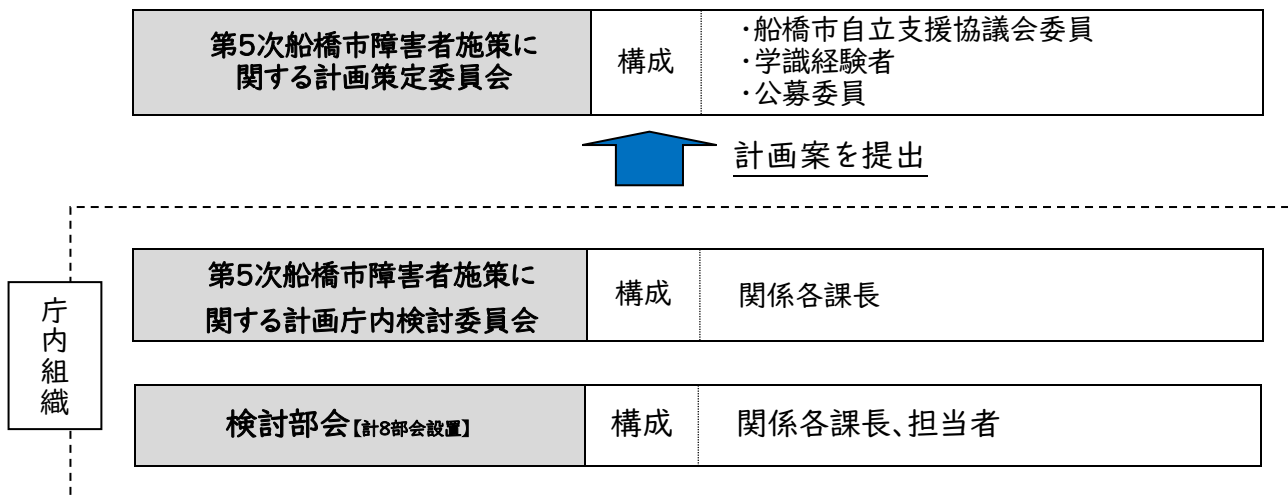 第5次船橋市障害者施策に
関する計画策定委員会
構成
・船橋市自立支援協議会委員
・学識経験者
・公募委員
計画案を提出
庁内組織
第5次船橋市障害者施策に
関する計画庁内検討委員会
構成
関係各課長
検討部会【計8部会設置】
構成
関係各課長、担当者